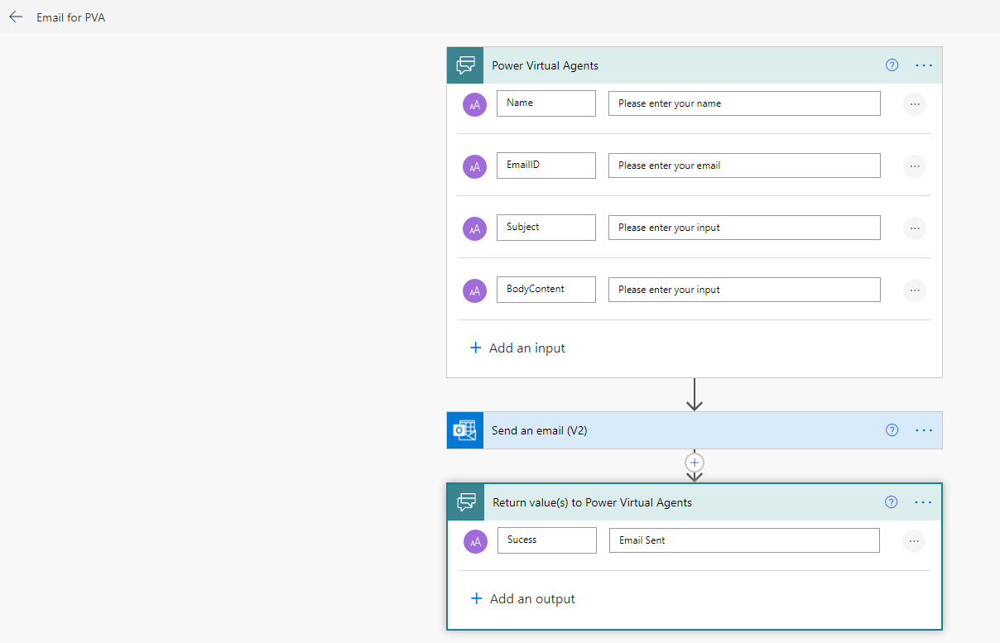 Email for PVA
Power Virtual Agents
Name Please enter your name
EmailID Please enter your email
Subject Please enter your input
BodyContent Please enter your input
+ Add an input
Send an email (V2)
Return value(s) to Power Virtual Agents
Sucess Email Sent
+ Add an output